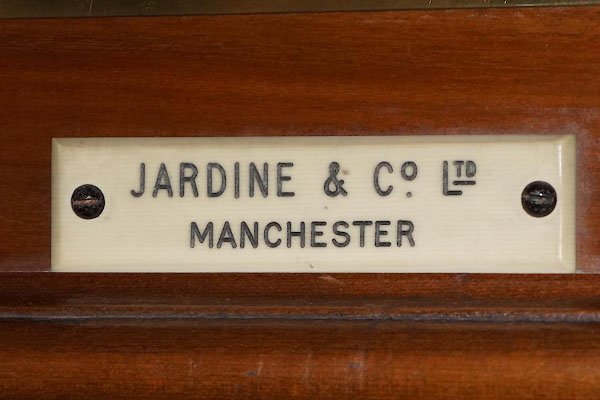 JARDINE & Cº. LTD
MANCHESTER